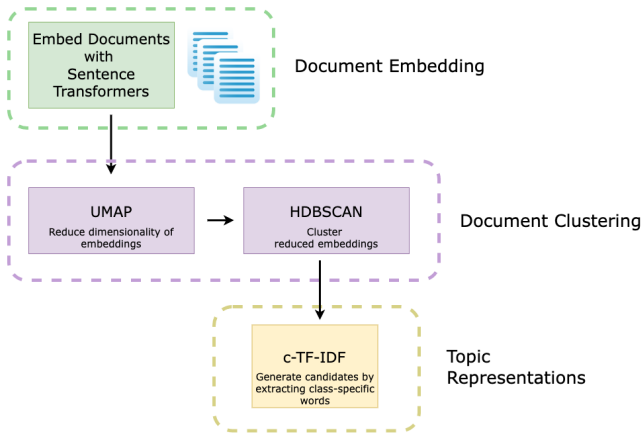 Embed Documents
with
Sentence
Transformers
Document Embedding
UMAP
Reduce dimensionality of
embeddings
HDBSCAN
Cluster
reduced embeddings
Document Clustering
c-TF-IDF
Generate candidates by
extracting class-specific
words
Topic
Representations